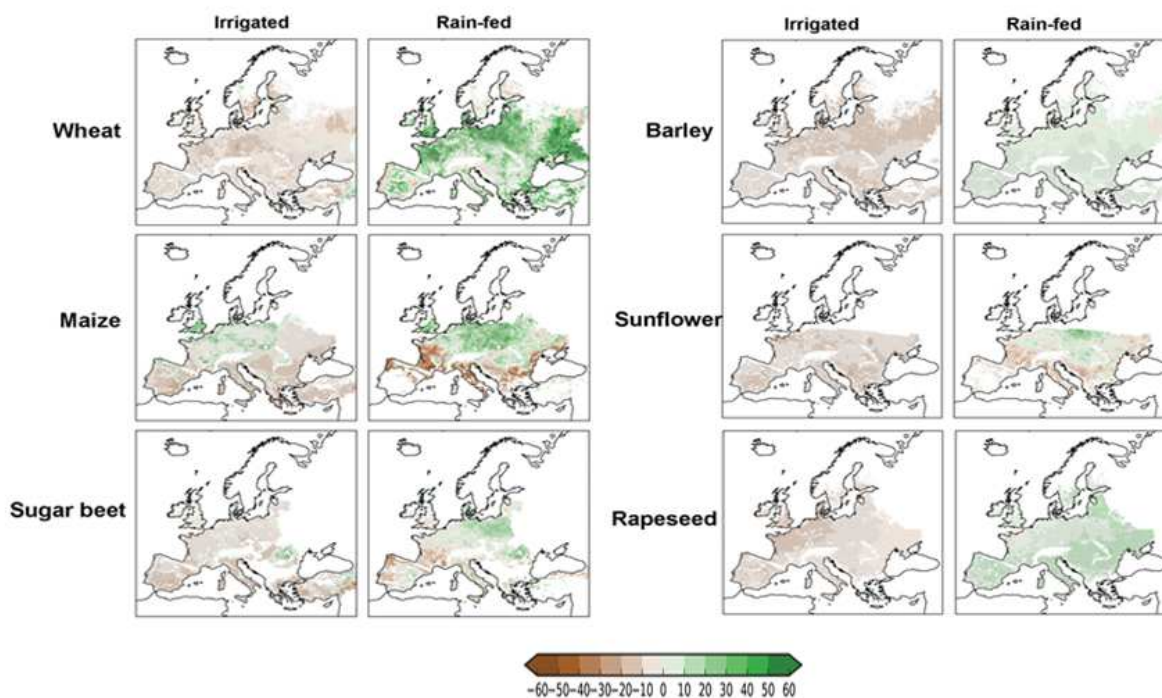 Irrigated Rain-fed Irrigated Rain-fed
Wheat Barley
Maize Sunflower
Sugar beet Rapeseed
−60−50−40−30−20−10 0 10 20 30 40 50 60